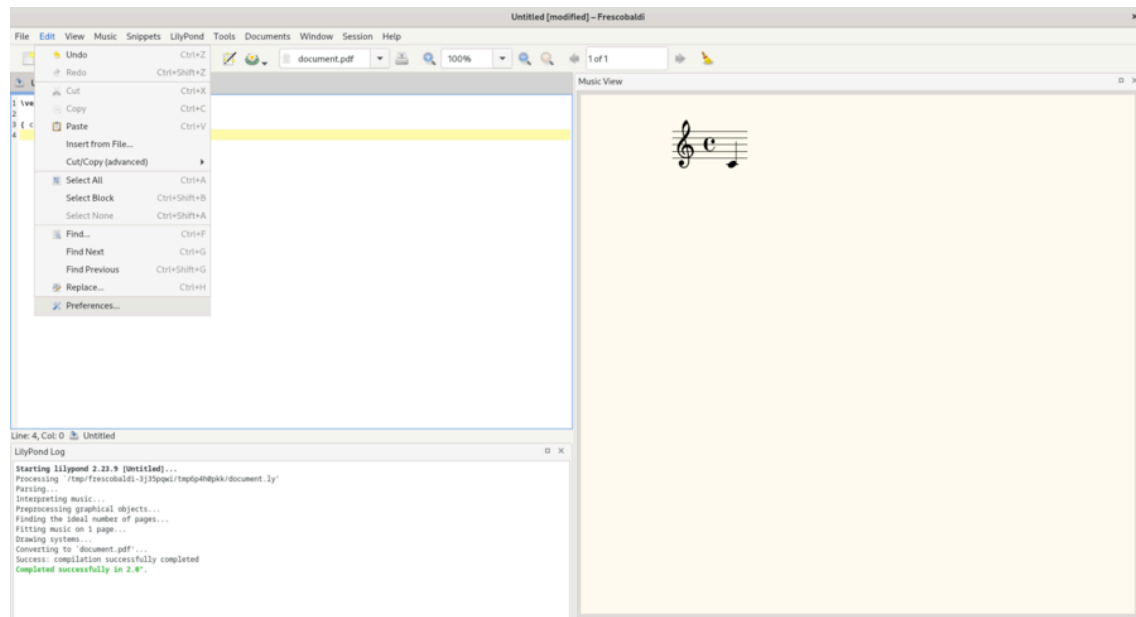 Untitled [modified] – Frescobaldi
File Edit View Music Snippets LilyPond Tools Documents Window Session Help
Undo Ctrl+Z
document.pdf 100% 1 of 1
Redo Ctrl+Shift+Z
Cut Ctrl+X
Music View
1 \ve
Copy Ctrl+C
2
3 { c
Paste Ctrl+V
4
Insert from File...
Cut/Copy (advanced)
Select All Ctrl+A
Select Block Ctrl+Shift+B
Select None Ctrl+Shift+A
Find... Ctrl+F
Find Next Ctrl+G
Find Previous Ctrl+Shift+G
Replace... Ctrl+H
Preferences...
Line: 4, Col: 0 Untitled
LilyPond Log
Starting lilypond 2.23.9 [Untitled]...
Processing `/tmp/frescobaldi-3j35pqwi/tmp6p4h0pkk/document.ly'
Parsing...
Interpreting music...
Preprocessing graphical objects...
Finding the ideal number of pages...
Fitting music on 1 page...
Drawing systems...
Converting to `document.pdf'...
Success: compilation successfully completed
Completed successfully in 2.0".